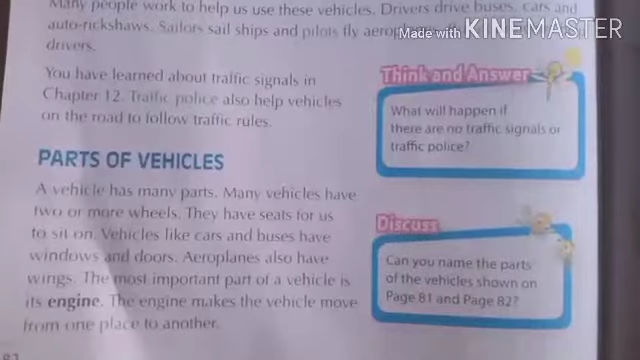 Many people work to help us use these vehicles. Drivers drive buses, cars and
auto-rickshaws. Sailors sail ships and pilots fly
drivers.
Made with KINEMASTER
You have learned about traffic signals in
Chapter 12. Traffic police also help vehicles
on the road to follow traffic rules.
Think and Answer
What will happen if
there are no traffic signals or
traffic police?
PARTS OF VEHICLES
A vehicle has many parts. Many vehicles have
two or more wheels. They have seats for us
to sit on. Vehicles like cars and buses have
windows and doors. Aeroplanes also have
wings. The most important part of a vehicle is
its engine. The engine makes the vehicle move
from one place to another.
Discuss
Can you name the parts
of the vehicles shown on
Page 81 and Page 82?